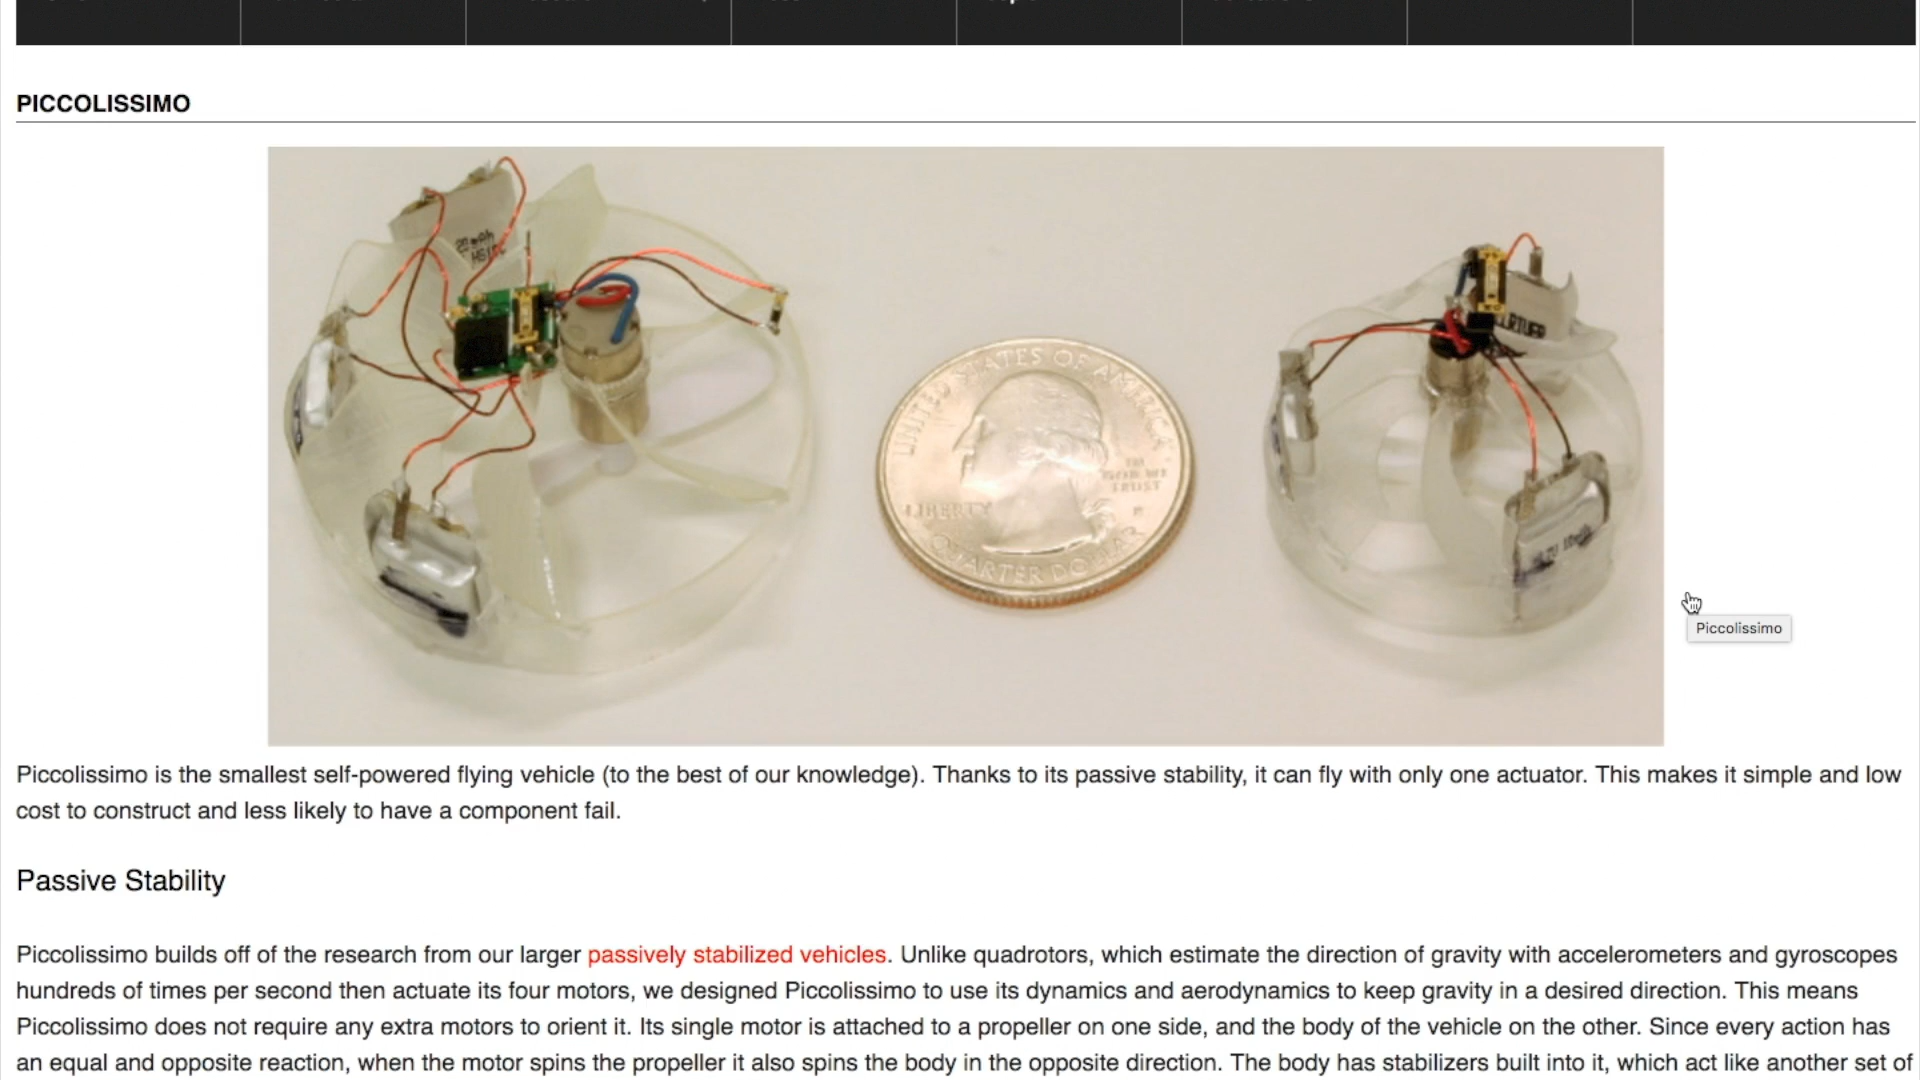 PICCOLISSIMO
20 mAh
UNITED STATES OF AMERICA
LIBERTY
IN
GOD WE
TRUST
P
QUARTER DOLLAR
Piccolissimo
Piccolissimo is the smallest self-powered flying vehicle (to the best of our knowledge). Thanks to its passive stability, it can fly with only one actuator. This makes it simple and low
cost to construct and less likely to have a component fail.
Passive Stability
Piccolissimo builds off of the research from our larger passively stabilized vehicles. Unlike quadrotors, which estimate the direction of gravity with accelerometers and gyroscopes
hundreds of times per second then actuate its four motors, we designed Piccolissimo to use its dynamics and aerodynamics to keep gravity in a desired direction. This means
Piccolissimo does not require any extra motors to orient it. Its single motor is attached to a propeller on one side, and the body of the vehicle on the other. Since every action has
an equal and opposite reaction, when the motor spins the propeller it also spins the body in the opposite direction. The body has stabilizers built into it, which act like another set of